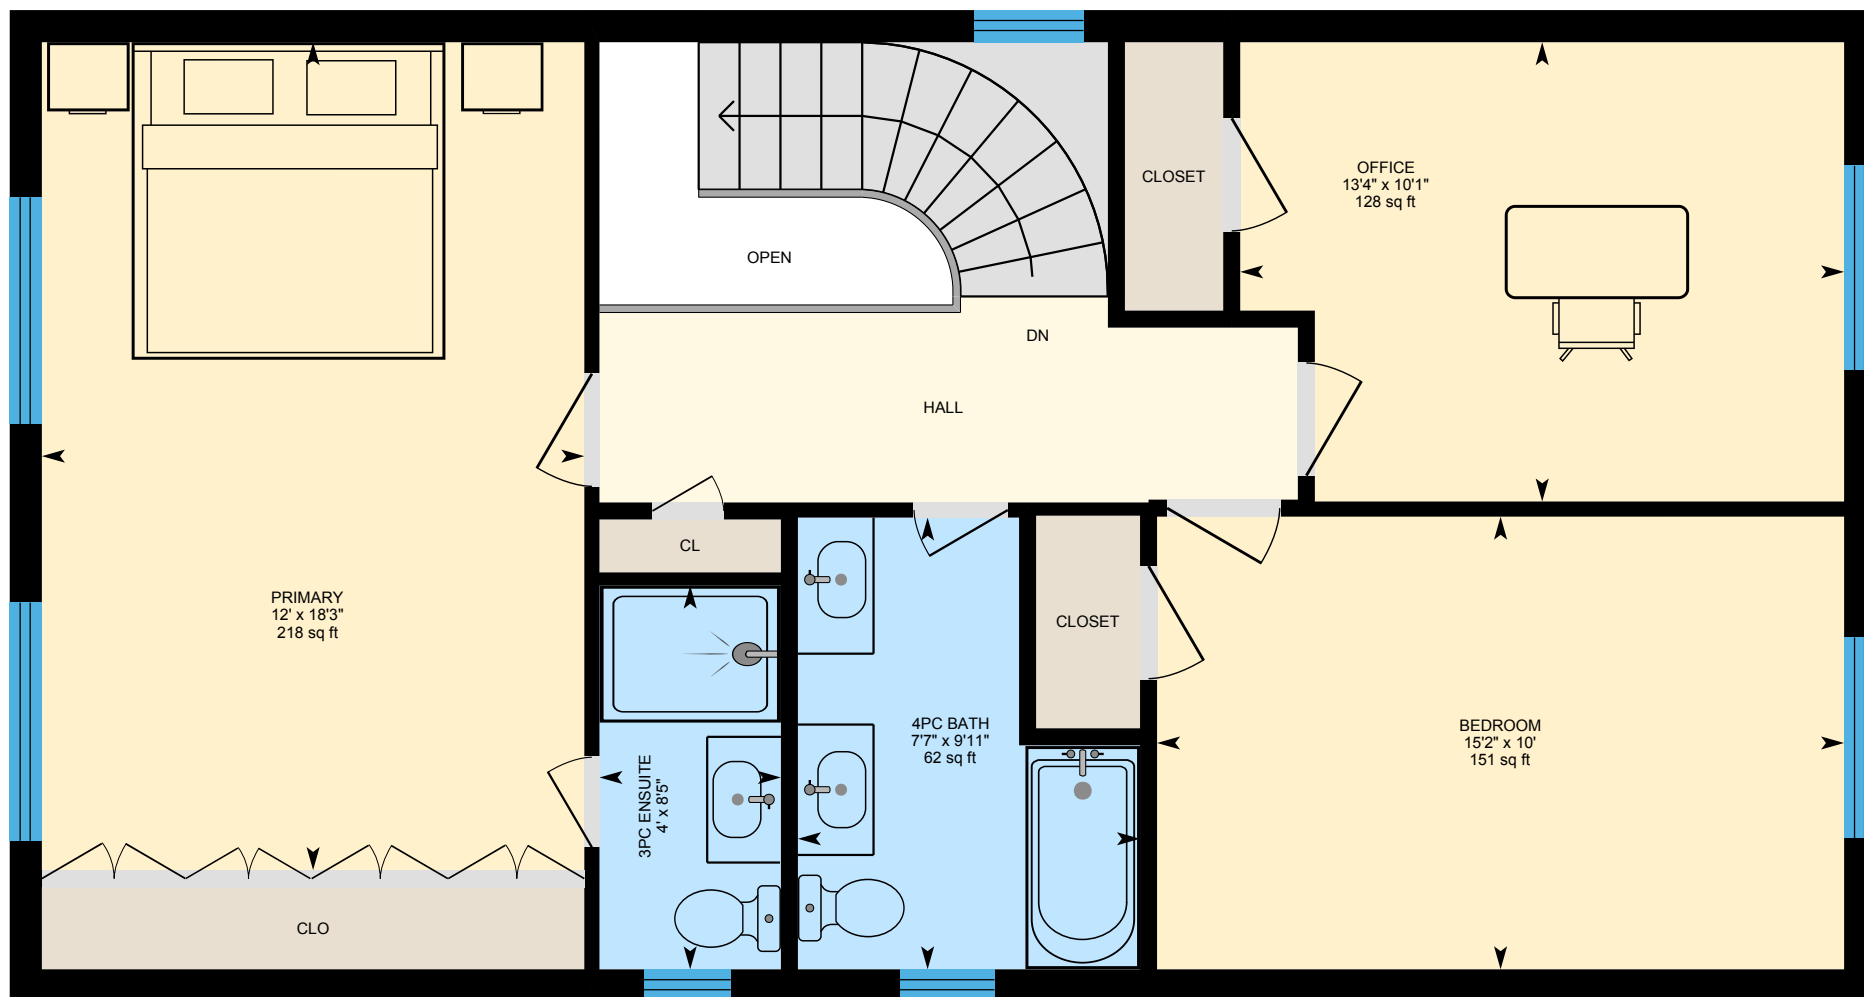 CLOSET
OFFICE
13'4" x 10'1"
128 sq ft
OPEN
DN
HALL
CL
PRIMARY
12' x 18'3"
218 sq ft
CLOSET
4PC BATH
7'7" x 9'11"
62 sq ft
BEDROOM
15'2" x 10'
151 sq ft
3PC ENSUITE
4' x 8'5"
CLO